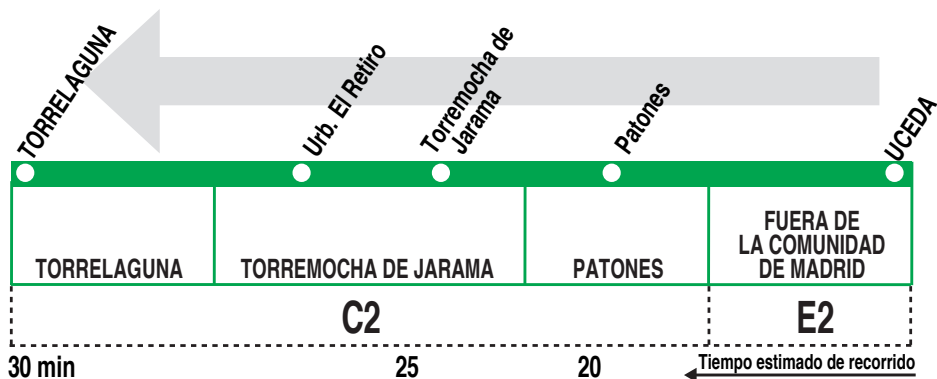 TORRELAGUNA
Urb. El Retiro
Torremocha de
Jarama
Patones
UCEDA
TORRELAGUNA
TORREMOCHA DE JARAMA
PATONES
FUERA DE
LA COMUNIDAD
DE MADRID
C2
E2
30 min
25
20
Tiempo estimado de recorrido